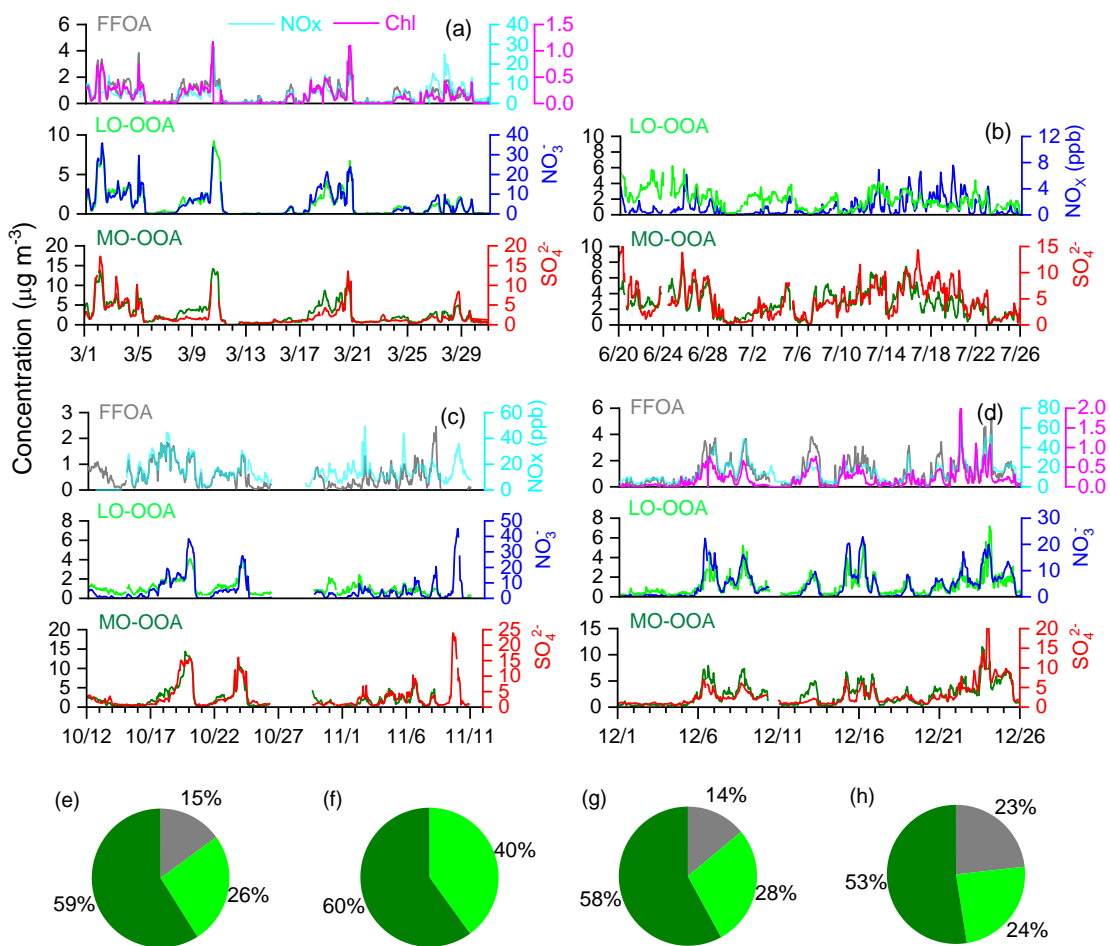 Concentration (µg m⁻³)
FFOA NOx Chl (a)
6 4 2 0
40 30 20 10 0
1.5 1.0 0.5 0.0
LO-OOA
10 5 0
40 30 20 10 0
NO₃⁻
MO-OOA
20 15 10 5 0
20 15 10 5 0
SO₄²⁻
3/1 3/5 3/9 3/13 3/17 3/21 3/25 3/29
LO-OOA (b)
10 8 6 4 2 0
12 8 4 0
NOX (ppb)
MO-OOA
10 8 6 4 2 0
15 10 5 0
SO₄²⁻
6/20 6/24 6/28 7/2 7/6 7/10 7/14 7/18 7/22 7/26
FFOA (c)
3 2 1 0
60 40 20 0
NOx (ppb)
LO-OOA
8 6 4 2 0
50 40 30 20 10 0
NO₃⁻
MO-OOA
20 15 10 5 0
25 20 15 10 5 0
SO₄²⁻
10/12 10/17 10/22 10/27 11/1 11/6 11/11
FFOA (d)
6 4 2 0
80 60 40 20 0
2.0 1.5 1.0 0.5 0.0
LO-OOA
8 6 4 2 0
30 20 10 0
NO₃⁻
MO-OOA
15 10 5 0
20 15 10 5 0
SO₄²⁻
12/1 12/6 12/11 12/16 12/21 12/26
(e)
15%
26%
59%
(f)
40%
60%
(g)
14%
28%
58%
(h)
23%
24%
53%